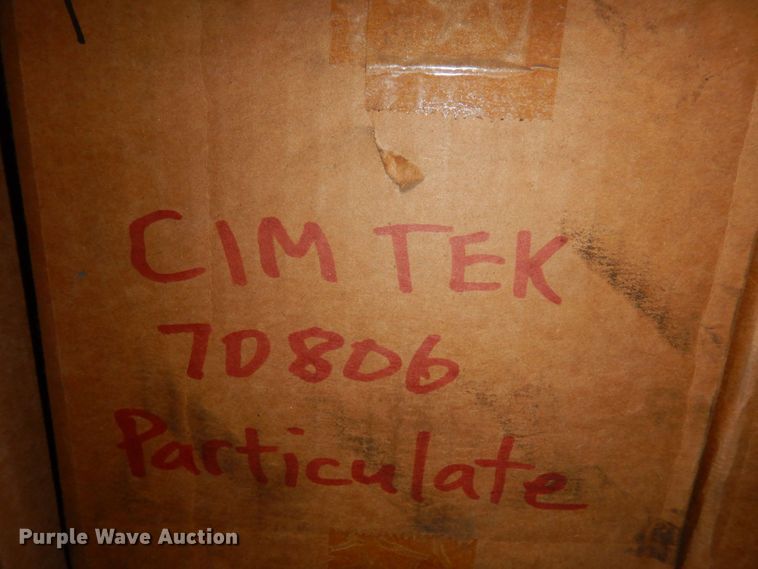 CIM TEK
70806
Particulate
Purple Wave Auction